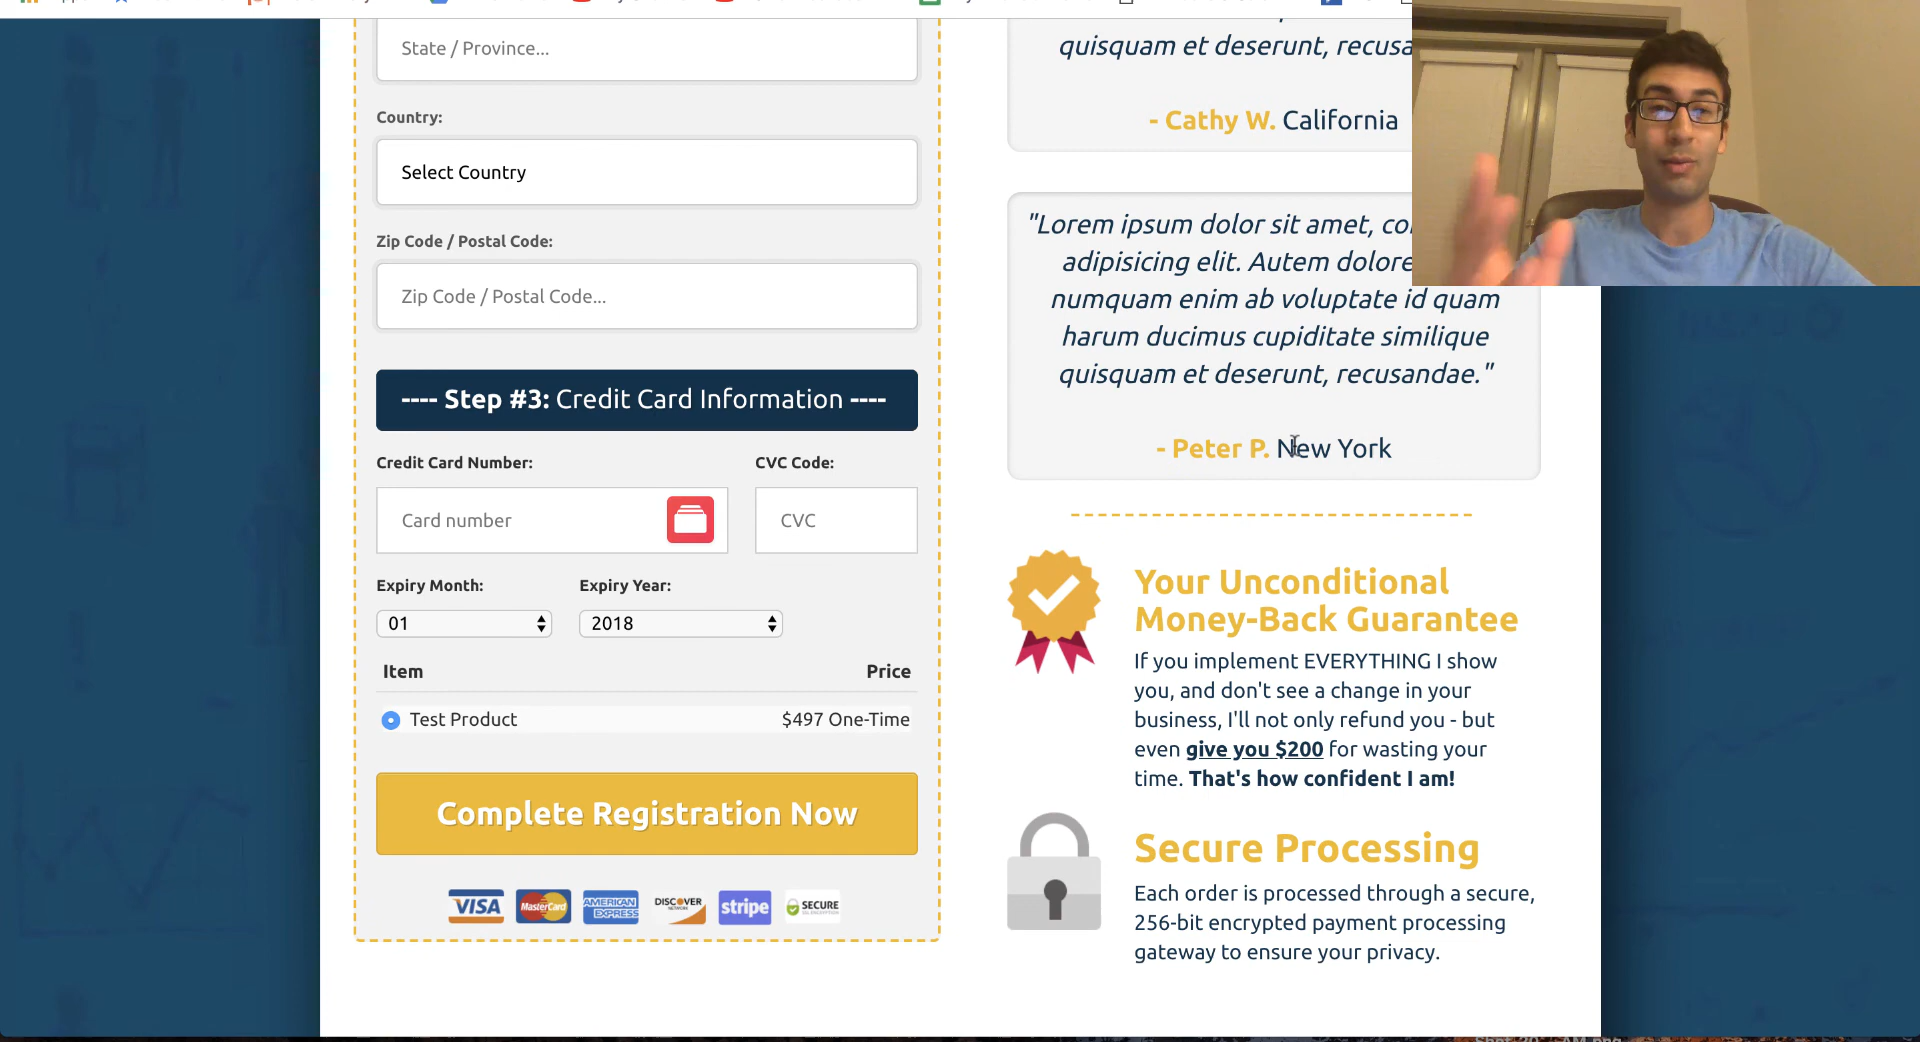 State / Province...
Country:
Select Country
Zip Code / Postal Code:
Zip Code / Postal Code...
---- Step #3: Credit Card Information ----
Credit Card Number:
CVC Code:
Card number
CVC
Expiry Month:
Expiry Year:
01
2018
Item
Price
Test Product
$497 One-Time
Complete Registration Now
VISA
MasterCard
AMERICAN EXPRESS
DISCOVER
stripe
SECURE
quisquam et deserunt, recusa
- Cathy W. California
"Lorem ipsum dolor sit amet, co
adipisicing elit. Autem dolore
numquam enim ab voluptate id quam
harum ducimus cupiditate similique
quisquam et deserunt, recusandae."
- Peter P. New York
Your Unconditional
Money-Back Guarantee
If you implement EVERYTHING I show
you, and don't see a change in your
business, I'll not only refund you - but
even give you $200 for wasting your
time. That's how confident I am!
Secure Processing
Each order is processed through a secure,
256-bit encrypted payment processing
gateway to ensure your privacy.